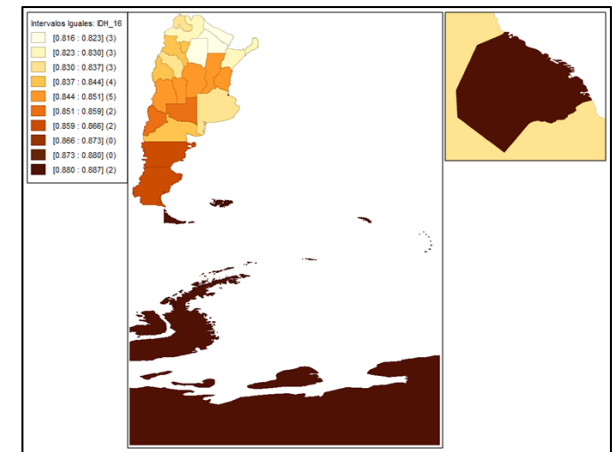 Intervalos Iguales: IDH_16
[0.816 : 0.823] (3)
[0.823 : 0.830] (3)
[0.830 : 0.837] (3)
[0.837 : 0.844] (4)
[0.844 : 0.851] (5)
[0.851 : 0.859] (2)
[0.859 : 0.866] (2)
[0.866 : 0.873] (0)
[0.873 : 0.880] (0)
[0.880 : 0.887] (2)